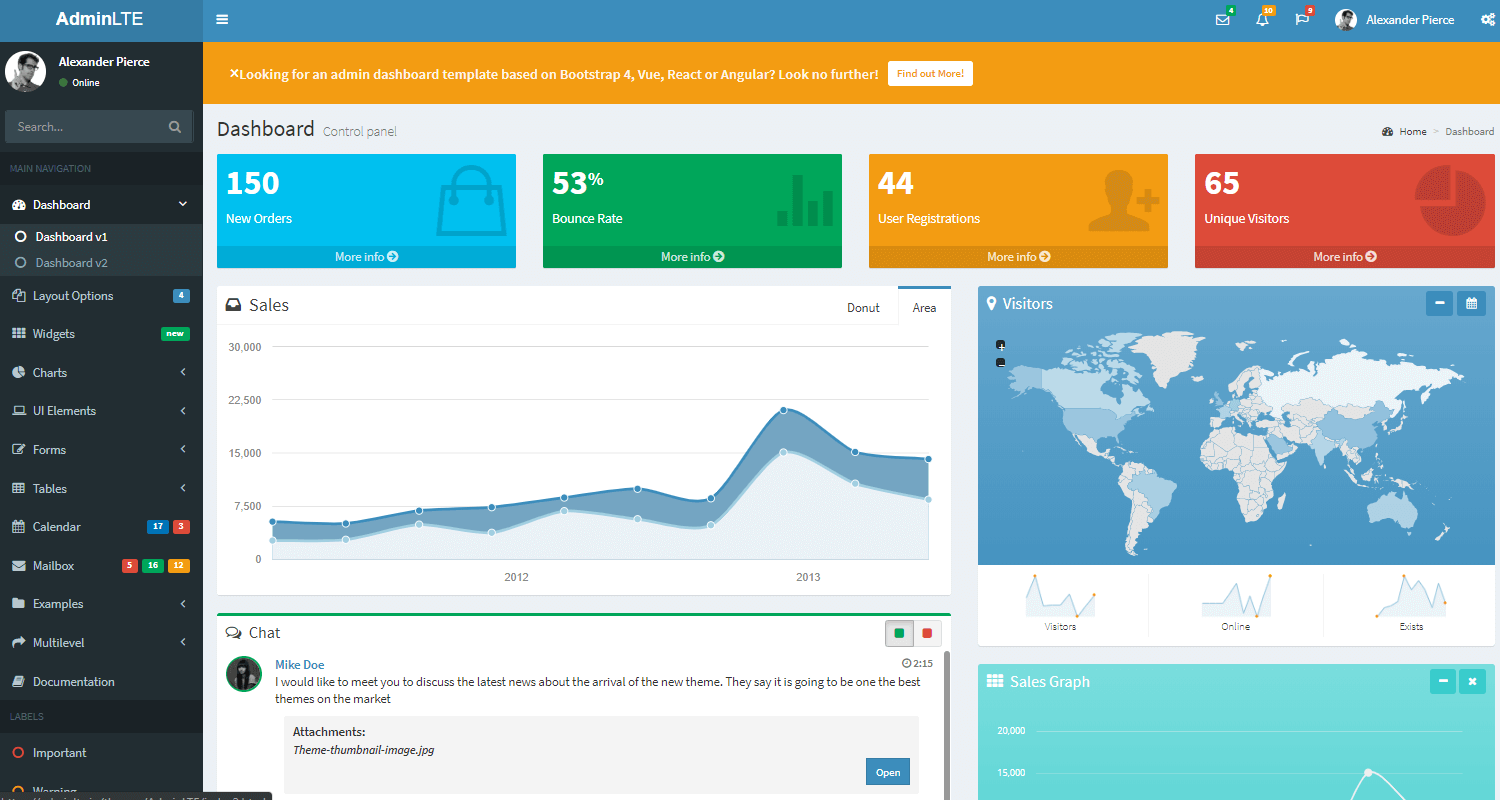 AdminLTE
4
10
9
Alexander Pierce
Alexander Pierce
Online
Search...
MAIN NAVIGATION
Dashboard
Dashboard v1
Dashboard v2
Layout Options 4
Widgets new
Charts
UI Elements
Forms
Tables
Calendar 17 3
Mailbox 5 16 12
Examples
Multilevel
Documentation
LABELS
Important
Warning
×Looking for an admin dashboard template based on Bootstrap 4, Vue, React or Angular? Look no further! Find out More!
Dashboard Control panel
Home > Dashboard
150
New Orders
More info
53%
Bounce Rate
More info
44
User Registrations
More info
65
Unique Visitors
More info
Sales
Donut Area
30,000
22,500
15,000
7,500
0
2012 2013
Chat
Mike Doe 2:15
I would like to meet you to discuss the latest news about the arrival of the new theme. They say it is going to be one the best
themes on the market
Attachments:
Theme-thumbnail-image.jpg
Open
Visitors
+
−
Visitors Online Exists
Sales Graph
20,000
15,000